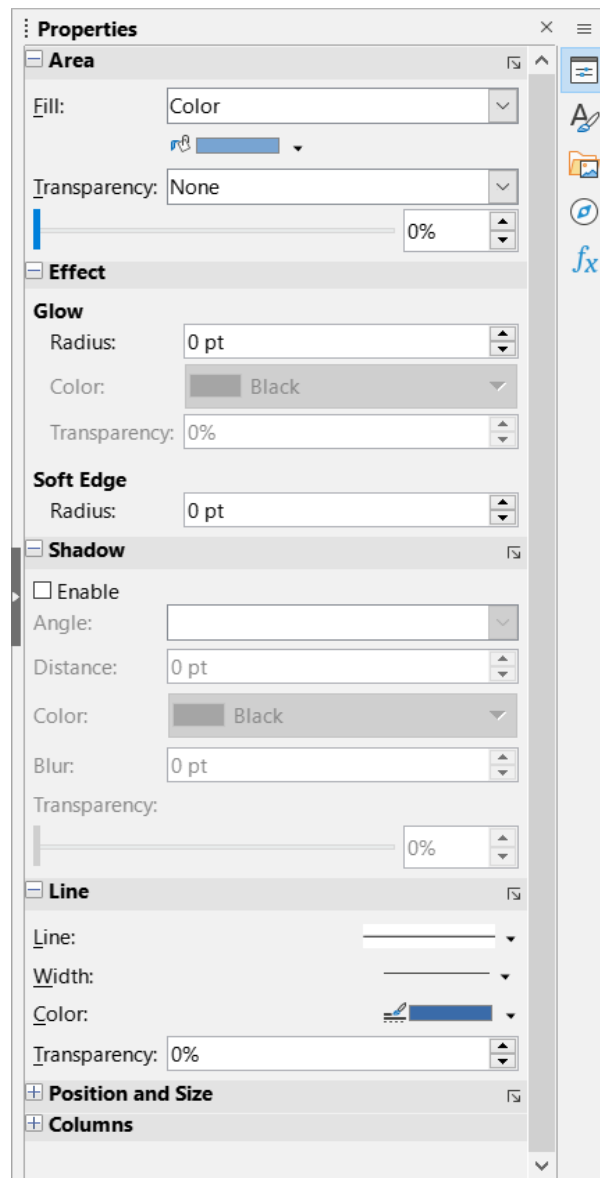 Properties
Area
Fill: Color
Transparency: None
0%
Effect
Glow
Radius: 0 pt
Color: Black
Transparency: 0%
Soft Edge
Radius: 0 pt
Shadow
Enable
Angle:
Distance: 0 pt
Color: Black
Blur: 0 pt
Transparency:
0%
Line
Line:
Width:
Color:
Transparency: 0%
Position and Size
Columns
A
fx